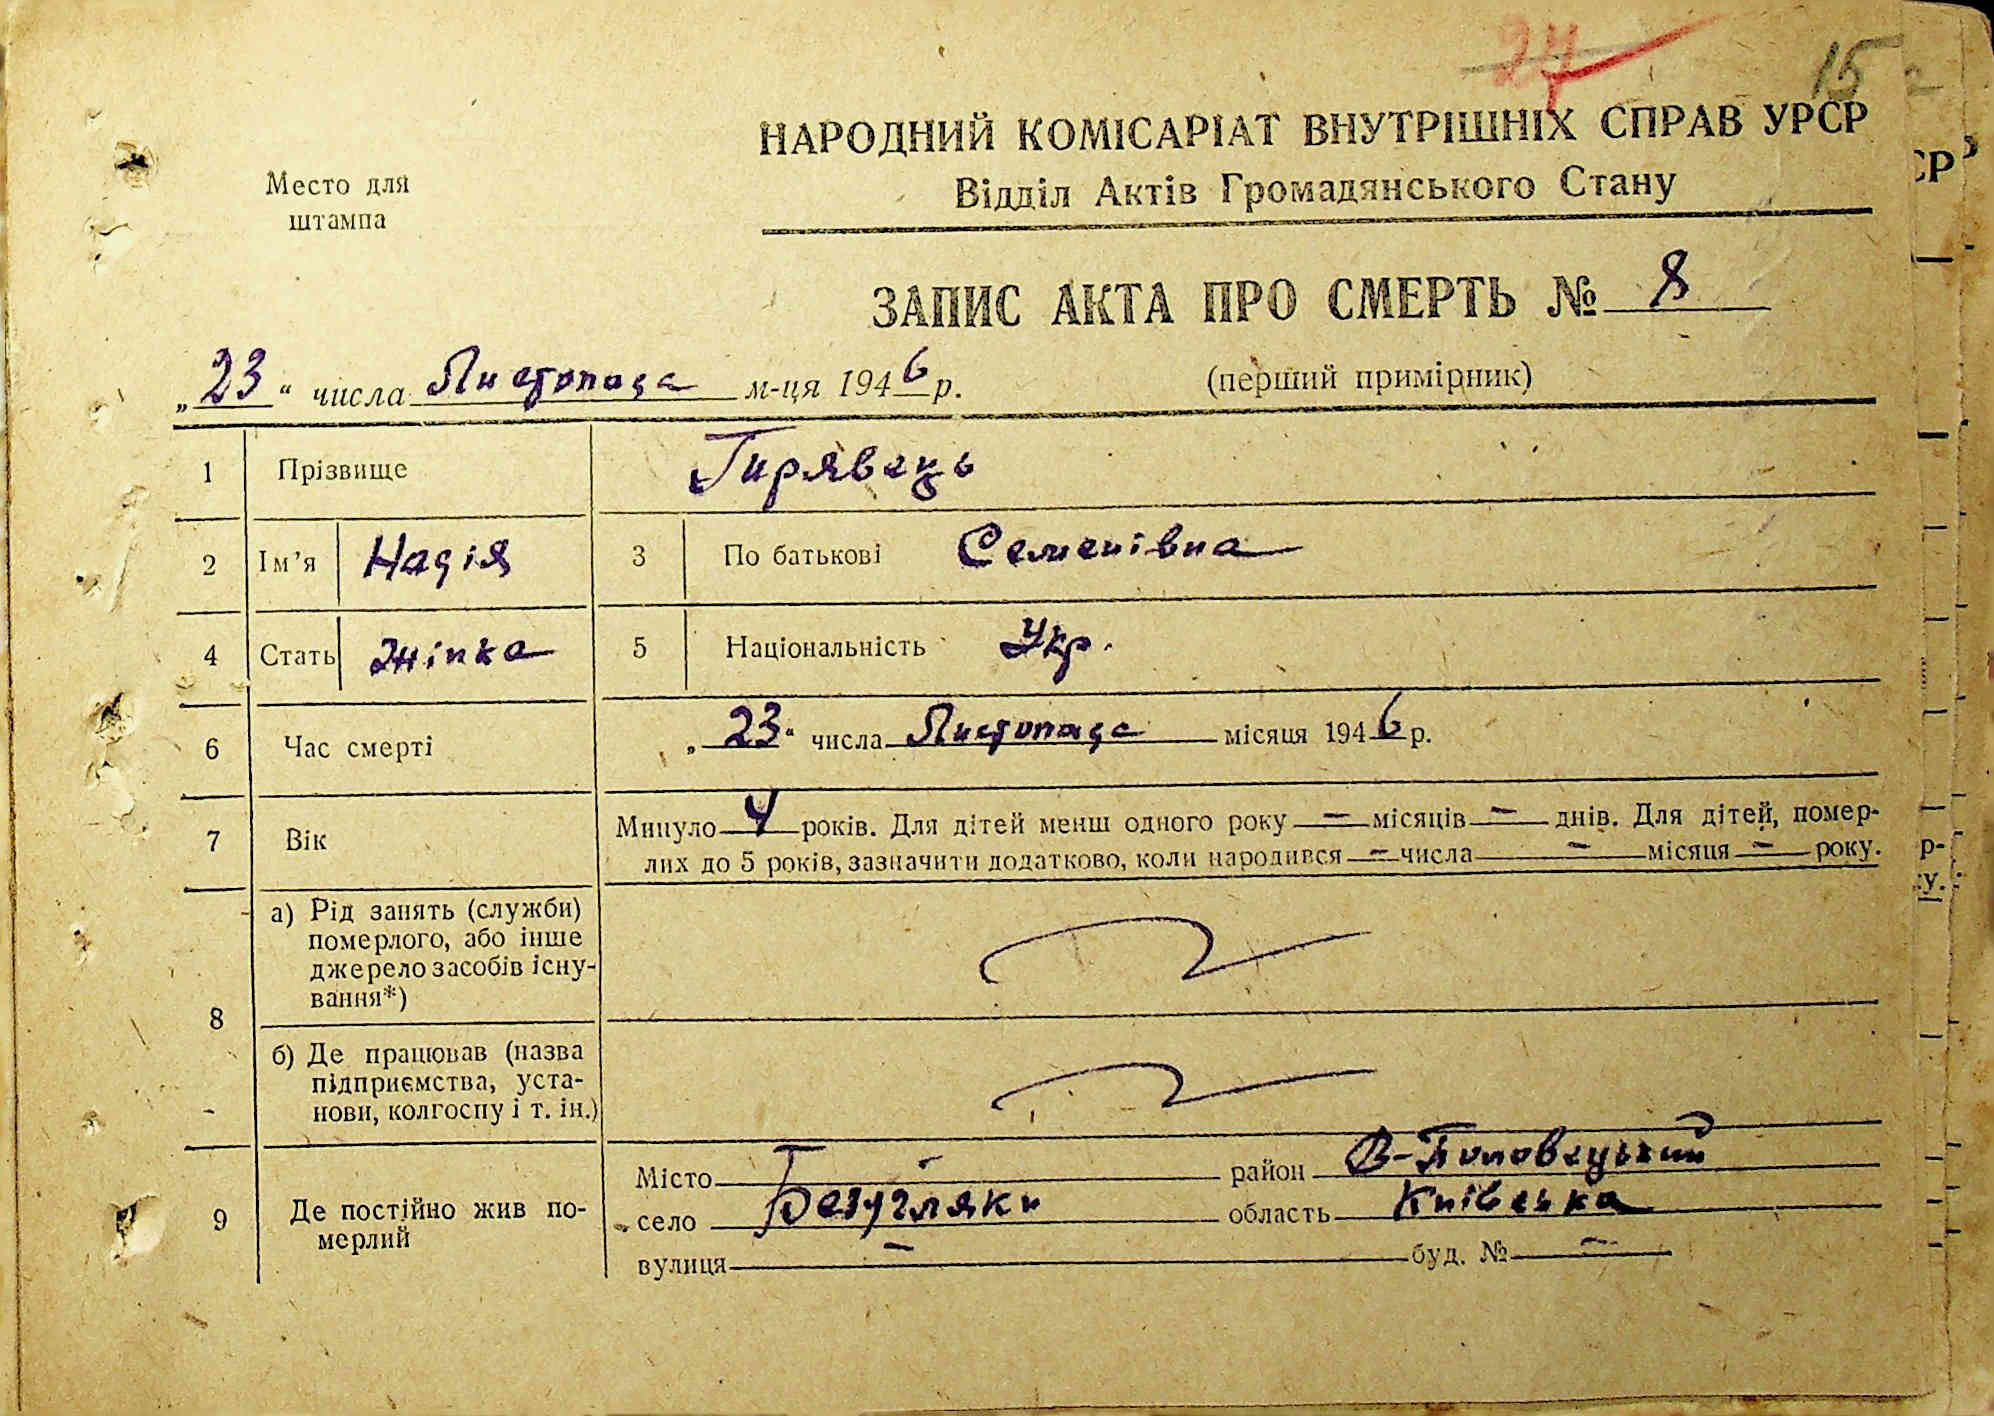 27 15
НАРОДНИЙ КОМІСАРІАТ ВНУТРІШНІХ СПРАВ УРСР
Відділ Актів Громадянського Стану
Место для
штампа
ЗАПИС АКТА ПРО СМЕРТЬ № 8
„23“ числа Листопада м-ця 1946 р.
(перший примірник)
1 Прізвище Гирявець
2 Ім’я Надія 3 По батькові Семенівна
4 Стать Жінка 5 Національність Укр.
6 Час смерті „23“ числа Листопада місяця 1946 р.
7 Вік Минуло 4 років. Для дітей менш одного року — місяців — днів. Для дітей, помер-
лих до 5 років, зазначити додатково, коли народився — числа — місяця — року.
8 а) Рід занять (служби)
померлого, або інше
джерело засобів існу-
вання*)
б) Де працював (назва
підприємства, уста-
нови, колгоспу і т. ін.)
9 Де постійно жив по-
мерлий
Місто — район В-Половецький
село Безугляки область Київська
вулиця — буд. № —
СР
р-
у.